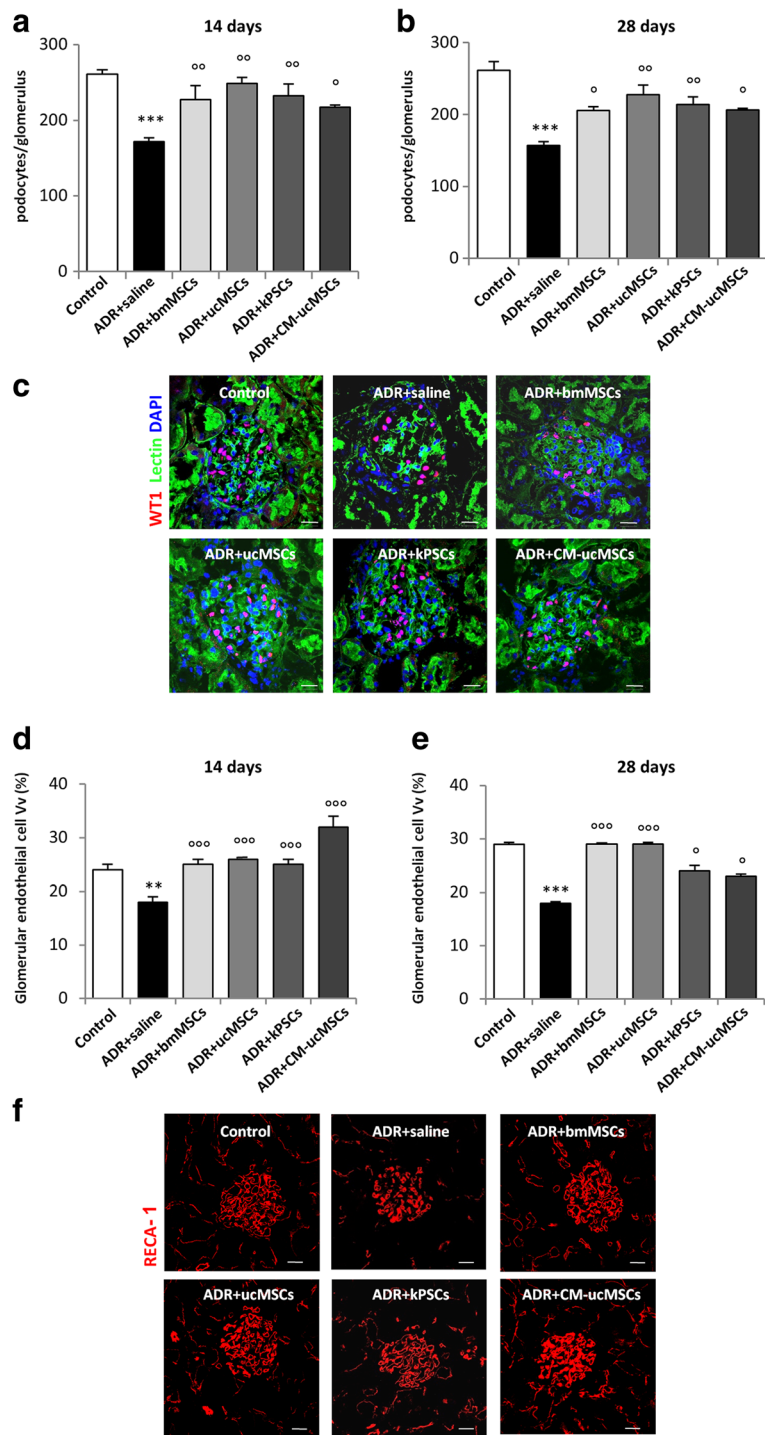 a
14 days
podocytes/glomerulus
300
200
100
0
***
°°
°°
°°
°
Control
ADR+saline
ADR+bmMSCs
ADR+ucMSCs
ADR+kPSCs
ADR+CM-ucMSCs
b
28 days
podocytes/glomerulus
300
200
100
0
***
°
°°
°°
°
Control
ADR+saline
ADR+bmMSCs
ADR+ucMSCs
ADR+kPSCs
ADR+CM-ucMSCs
c
WT1 Lectin DAPI
Control
ADR+saline
ADR+bmMSCs
ADR+ucMSCs
ADR+kPSCs
ADR+CM-ucMSCs
d
14 days
Glomerular endothelial cell Vv (%)
40
30
20
10
0
**
°°°
°°°
°°°
°°°
Control
ADR+saline
ADR+bmMSCs
ADR+ucMSCs
ADR+kPSCs
ADR+CM-ucMSCs
e
28 days
Glomerular endothelial cell Vv (%)
40
30
20
10
0
***
°°°
°°°
°
°
Control
ADR+saline
ADR+bmMSCs
ADR+ucMSCs
ADR+kPSCs
ADR+CM-ucMSCs
f
RECA- 1
Control
ADR+saline
ADR+bmMSCs
ADR+ucMSCs
ADR+kPSCs
ADR+CM-ucMSCs